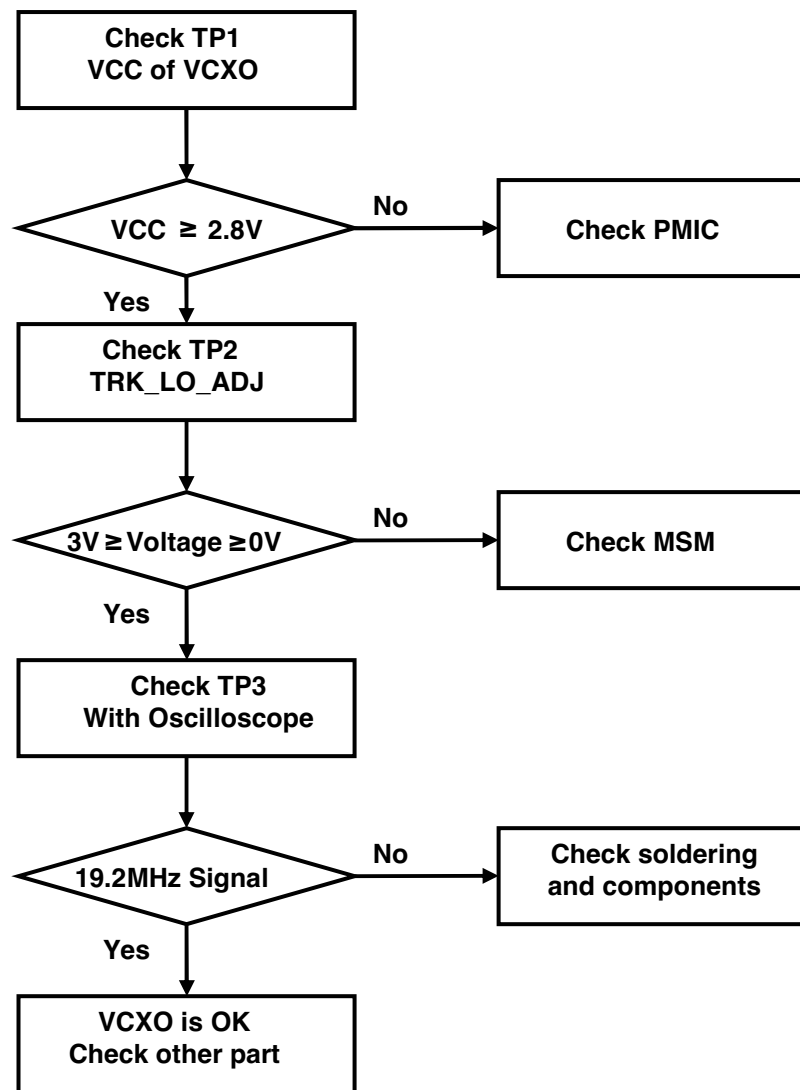 Check TP1
VCC of VCXO
VCC ≥ 2.8V
No
Check PMIC
Yes
Check TP2
TRK_LO_ADJ
3V ≥ Voltage ≥ 0V
No
Check MSM
Yes
Check TP3
With Oscilloscope
19.2MHz Signal
No
Check soldering
and components
Yes
VCXO is OK
Check other part